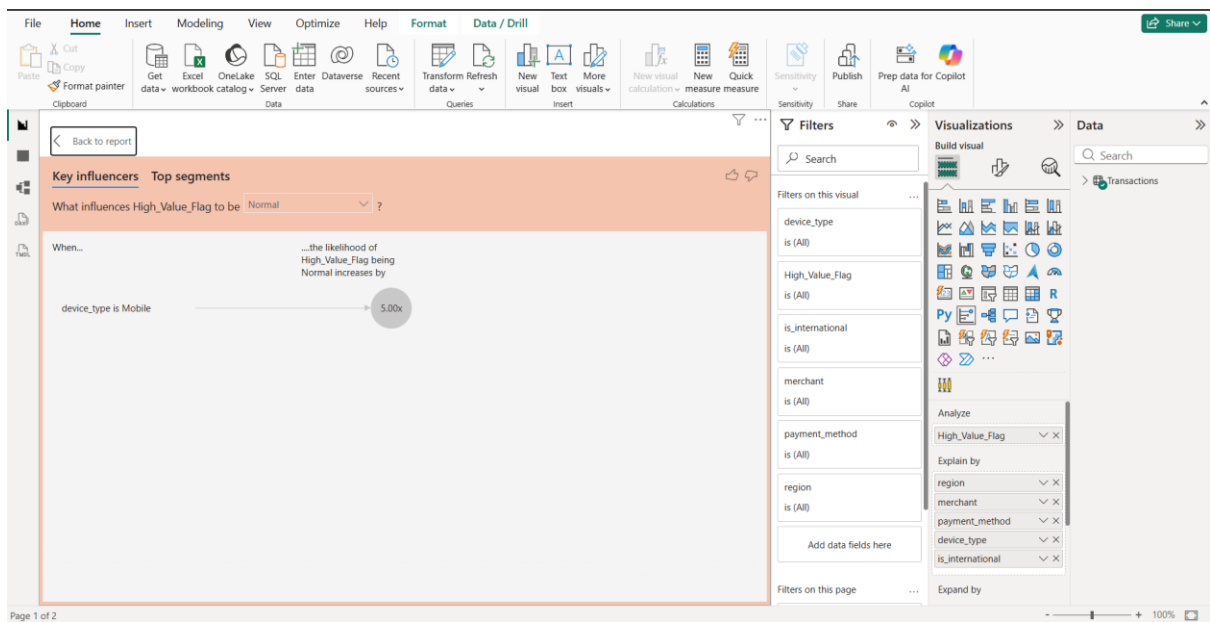 File Home Insert Modeling View Optimize Help Format Data / Drill Share
Paste
Cut
Copy
Format painter
Clipboard
Get data
Excel workbook
OneLake catalog
SQL Server
Enter data
Dataverse
Recent sources
Data
Transform data
Refresh
Queries
New visual
Text box
More visuals
Insert
New visual calculation
New measure
Quick measure
Calculations
Sensitivity
Sensitivity
Publish
Share
Prep data for AI
Copilot
Copilot
Back to report
Key influencers Top segments
What influences High_Value_Flag to be Normal ?
When...
....the likelihood of
High_Value_Flag being
Normal increases by
device_type is Mobile
5.00x
Filters
Search
Filters on this visual ...
device_type
is (All)
High_Value_Flag
is (All)
is_international
is (All)
merchant
is (All)
payment_method
is (All)
region
is (All)
Add data fields here
Filters on this page ...
Visualizations
Build visual
R
Py
...
Analyze
High_Value_Flag
Explain by
region
merchant
payment_method
device_type
is_international
Expand by
Data
Search
Transactions
Page 1 of 2
- + 100%